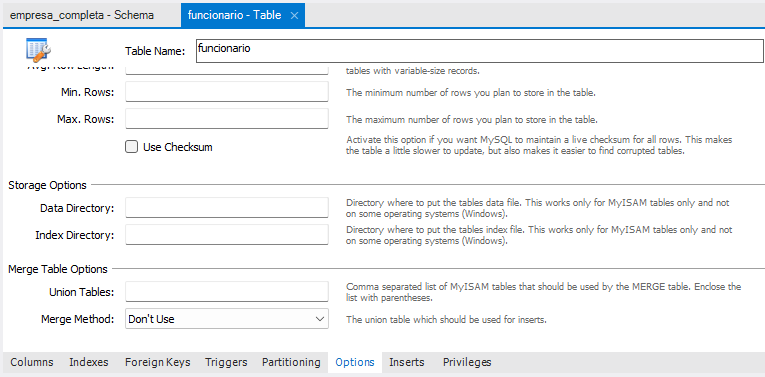 empresa_completa - Schema
funcionario - Table
Table Name: funcionario
Avg. Row Length: tables with variable-size records.
Min. Rows: The minimum number of rows you plan to store in the table.
Max. Rows: The maximum number of rows you plan to store in the table.
Use Checksum
Activate this option if you want MySQL to maintain a live checksum for all rows. This makes
the table a little slower to update, but also makes it easier to find corrupted tables.
Storage Options
Data Directory:
Directory where to put the tables data file. This works only for MyISAM tables only and not
on some operating systems (Windows).
Index Directory:
Directory where to put the tables index file. This works only for MyISAM tables only and not
on some operating systems (Windows).
Merge Table Options
Union Tables:
Comma separated list of MyISAM tables that should be used by the MERGE table. Enclose the
list with parentheses.
Merge Method: Don't Use The union table which should be used for inserts.
Columns Indexes Foreign Keys Triggers Partitioning Options Inserts Privileges